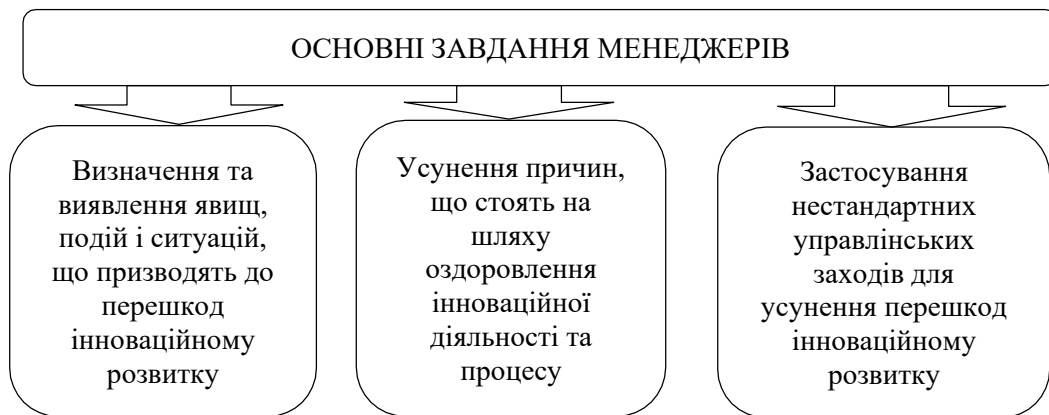 ОСНОВНІ ЗАВДАННЯ МЕНЕДЖЕРІВ
Визначення та
виявлення явищ,
подій і ситуацій,
що призводять до
перешкод
інноваційному
розвитку
Усунення причин,
що стоять на
шляху
оздоровлення
інноваційної
діяльності та
процесу
Застосування
нестандартних
управлінських
заходів для
усунення перешкод
інноваційному
розвитку